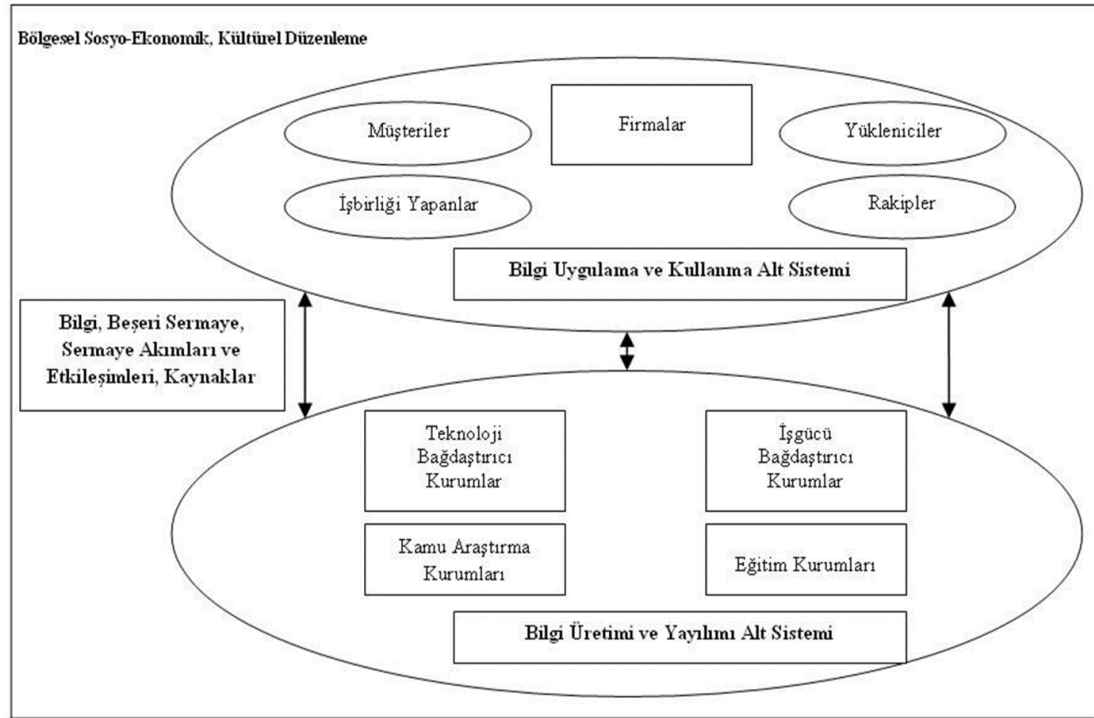 Bölgesel Sosyo-Ekonomik, Kültürel Düzenleme
Müşteriler
Firmalar
Yükleniciler
İşbirliği Yapanlar
Rakipler
Bilgi Uygulama ve Kullanma Alt Sistemi
Bilgi, Beşeri Sermaye,
Sermaye Akımları ve
Etkileşimleri, Kaynaklar
Teknoloji
Bağdaştırıcı
Kurumlar
İşgücü
Bağdaştırıcı
Kurumlar
Kamu Araştırma
Kurumları
Eğitim Kurumları
Bilgi Üretimi ve Yayılımı Alt Sistemi